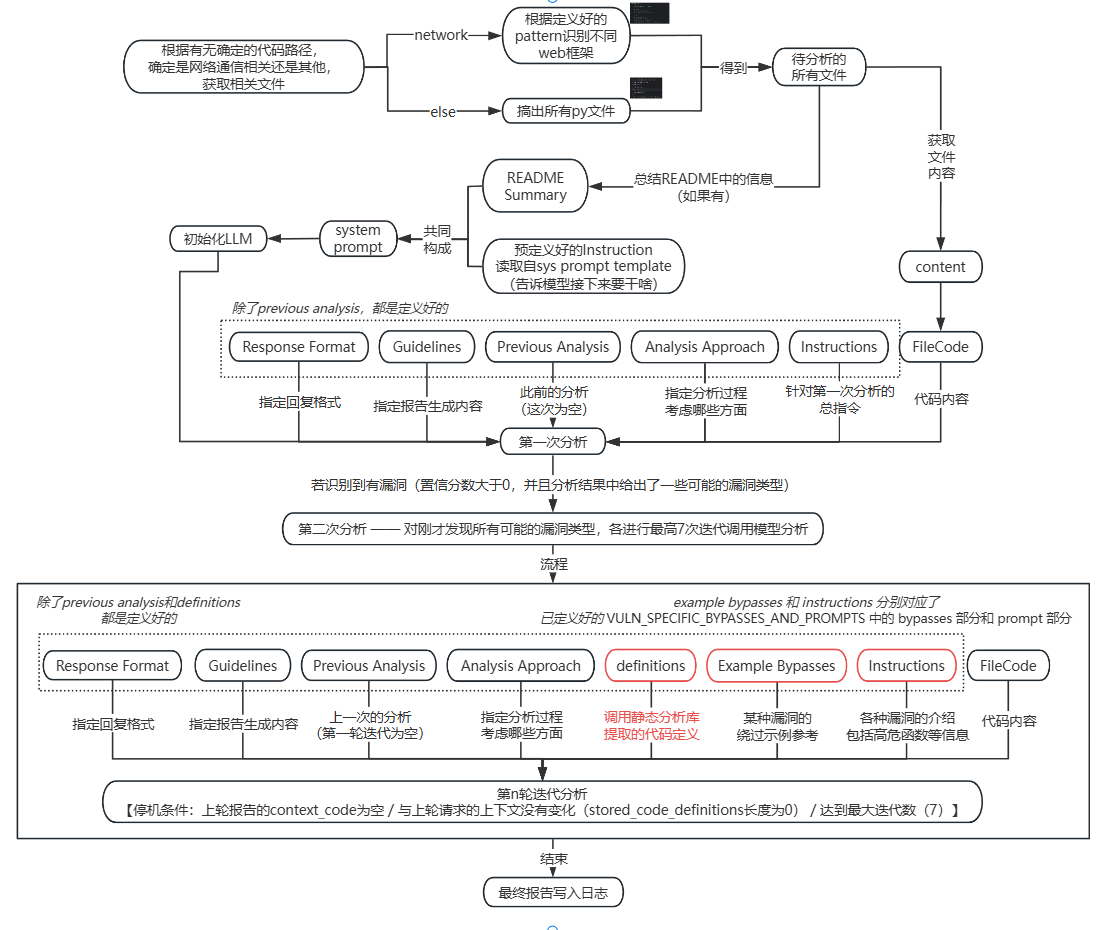 根据有无确定的代码路径，
确定是网络通信相关还是其他，
获取相关文件
network
else
根据定义好的
pattern识别不同
web框架
搞出所有py文件
得到
待分析的
所有文件
获取
文件
内容
总结README中的信息
（如果有）
README
Summary
预定义好的Instruction
读取自sys prompt template
（告诉模型接下来要干啥）
共同
构成
system
prompt
初始化LLM
content
除了previous analysis，都是定义好的
Response Format
Guidelines
Previous Analysis
Analysis Approach
Instructions
FileCode
指定回复格式
指定报告生成内容
此前的分析
（这次为空）
指定分析过程
考虑哪些方面
针对第一次分析的
总指令
代码内容
第一次分析
若识别到有漏洞（置信分数大于0，并且分析结果中给出了一些可能的漏洞类型）
第二次分析 —— 对刚才发现所有可能的漏洞类型，各进行最高7次迭代调用模型分析
流程
除了previous analysis和definitions
都是定义好的
example bypasses 和 instructions 分别对应了
已定义好的 VULN_SPECIFIC_BYPASSES_AND_PROMPTS 中的 bypasses 部分和 prompt 部分
Response Format
Guidelines
Previous Analysis
Analysis Approach
definitions
Example Bypasses
Instructions
FileCode
指定回复格式
指定报告生成内容
上一次的分析
（第一轮迭代为空）
指定分析过程
考虑哪些方面
调用静态分析库
提取的代码定义
某种漏洞的
绕过示例参考
各种漏洞的介绍
包括高危函数等信息
代码内容
第n轮迭代分析
【停机条件：上轮报告的context_code为空 / 与上轮请求的上下文没有变化（stored_code_definitions长度为0） / 达到最大迭代数（7）】
结束
最终报告写入日志